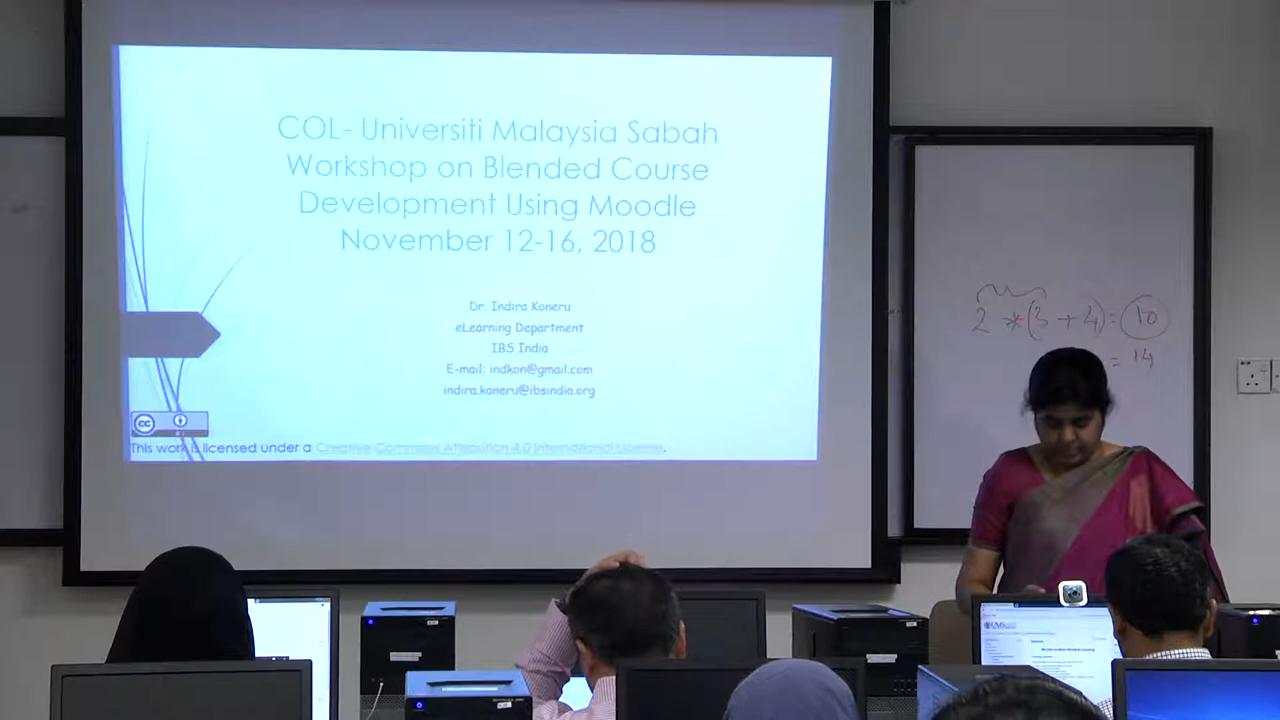 COL- Universiti Malaysia Sabah
Workshop on Blended Course
Development Using Moodle
November 12-16, 2018
Dr. Indira Koneru
eLearning Department
IBS India
E-mail: indkon@gmail.com
indira.koneru@ibsindia.org
cc
This work is licensed under a Creative Commons Attribution 4.0 International License.
2 * (3 + 4) = 10
= 14
UMS